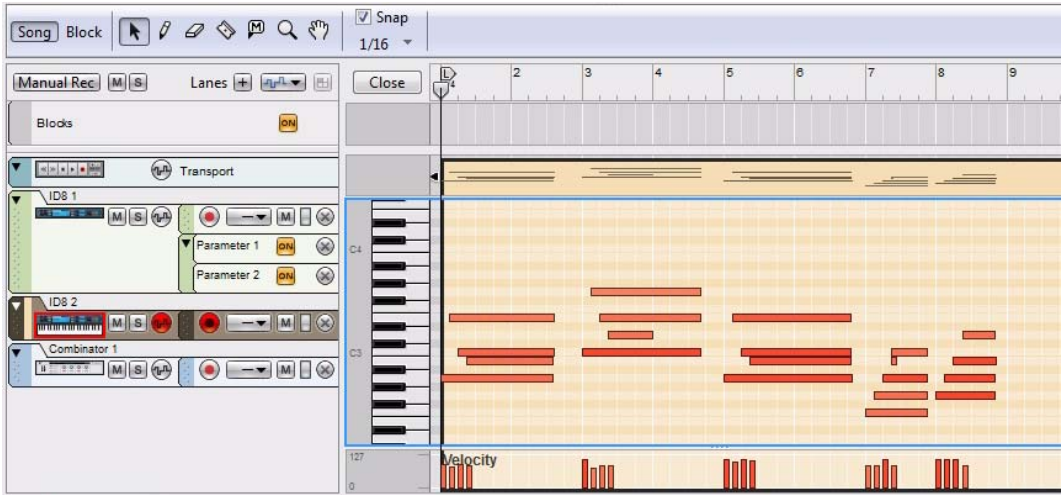 Song Block Snap
1/16
Manual Rec M S Lanes + Close L 2 3 4 5 6 7 8 9
4
Blocks ON
Transport
ID8 1
M S M
Parameter 1 ON
C4
Parameter 2 ON
ID8 2
M S M
Combinator 1
C3
M S M
127 Velocity
0